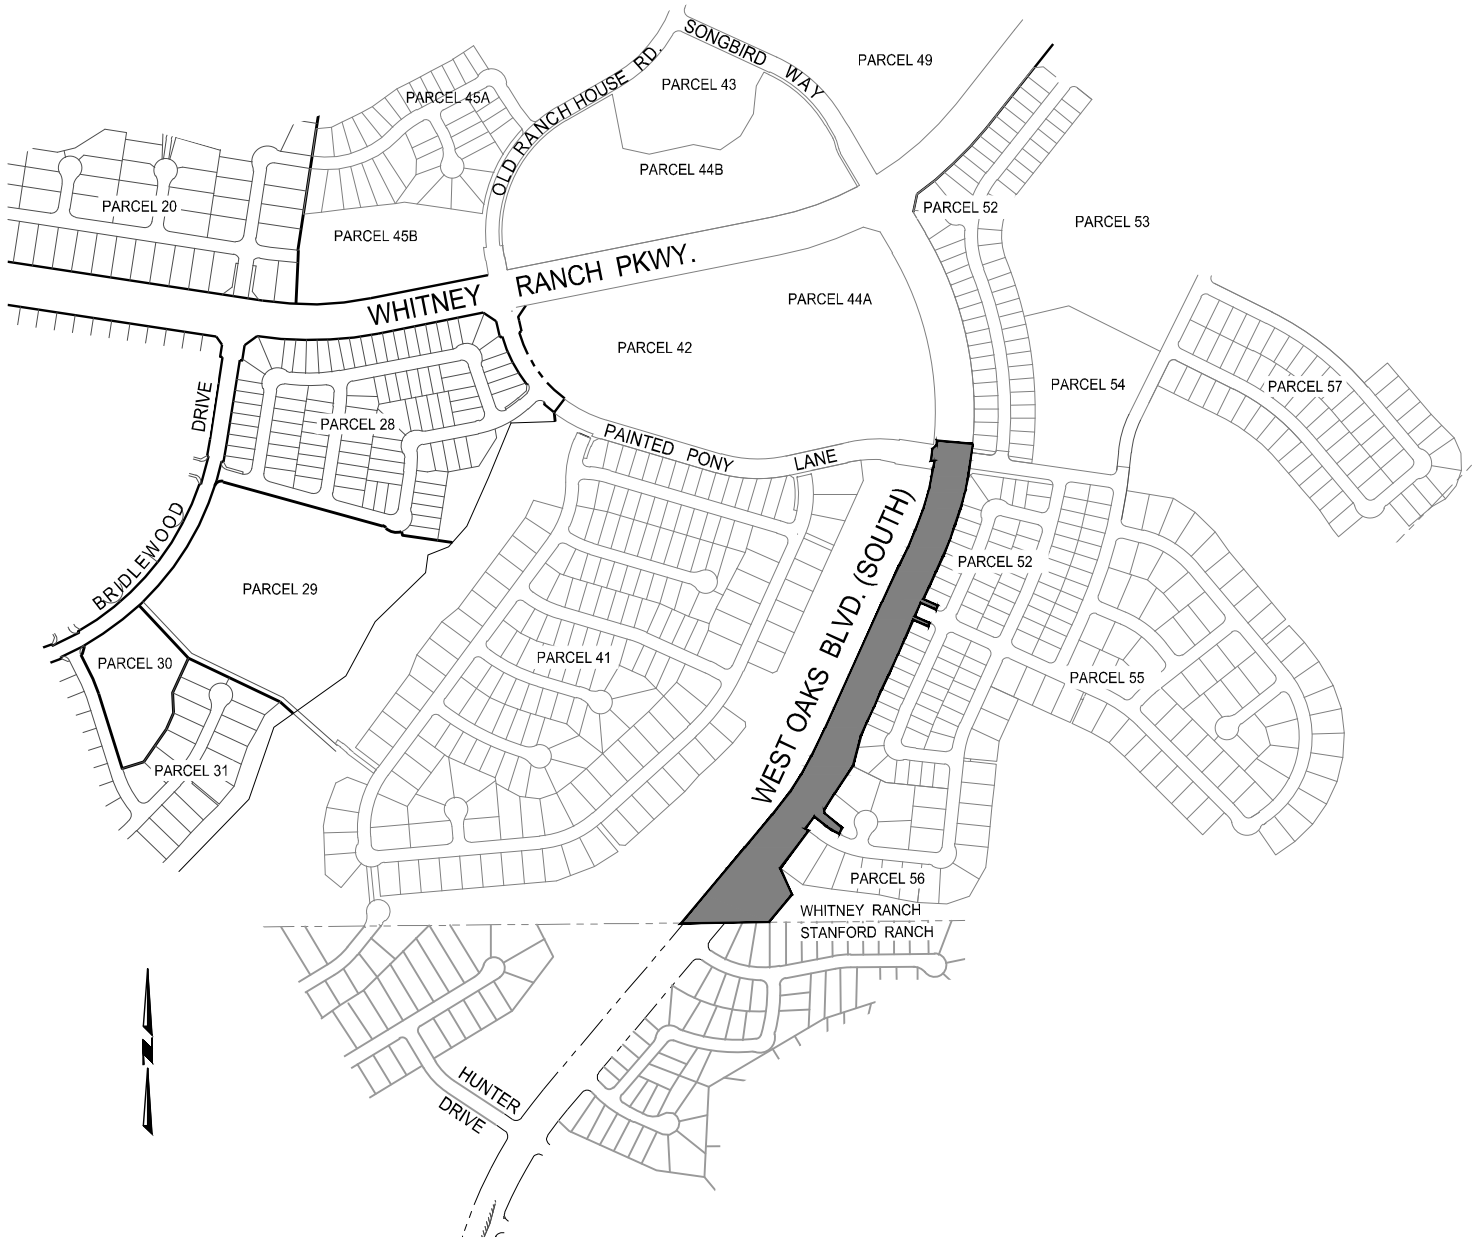 SONGBIRD WAY
OLD RANCH HOUSE RD.
PARCEL 49
PARCEL 43
PARCEL 45A
PARCEL 44B
PARCEL 20
PARCEL 52
PARCEL 53
PARCEL 45B
WHITNEY RANCH PKWY.
PARCEL 44A
PARCEL 42
PARCEL 54
PARCEL 57
DRIVE
PARCEL 28
PAINTED PONY LANE
BRIDLEWOOD
WEST OAKS BLVD. (SOUTH)
PARCEL 52
PARCEL 29
PARCEL 41
PARCEL 30
PARCEL 55
PARCEL 31
PARCEL 56
WHITNEY RANCH
STANFORD RANCH
N
HUNTER
DRIVE